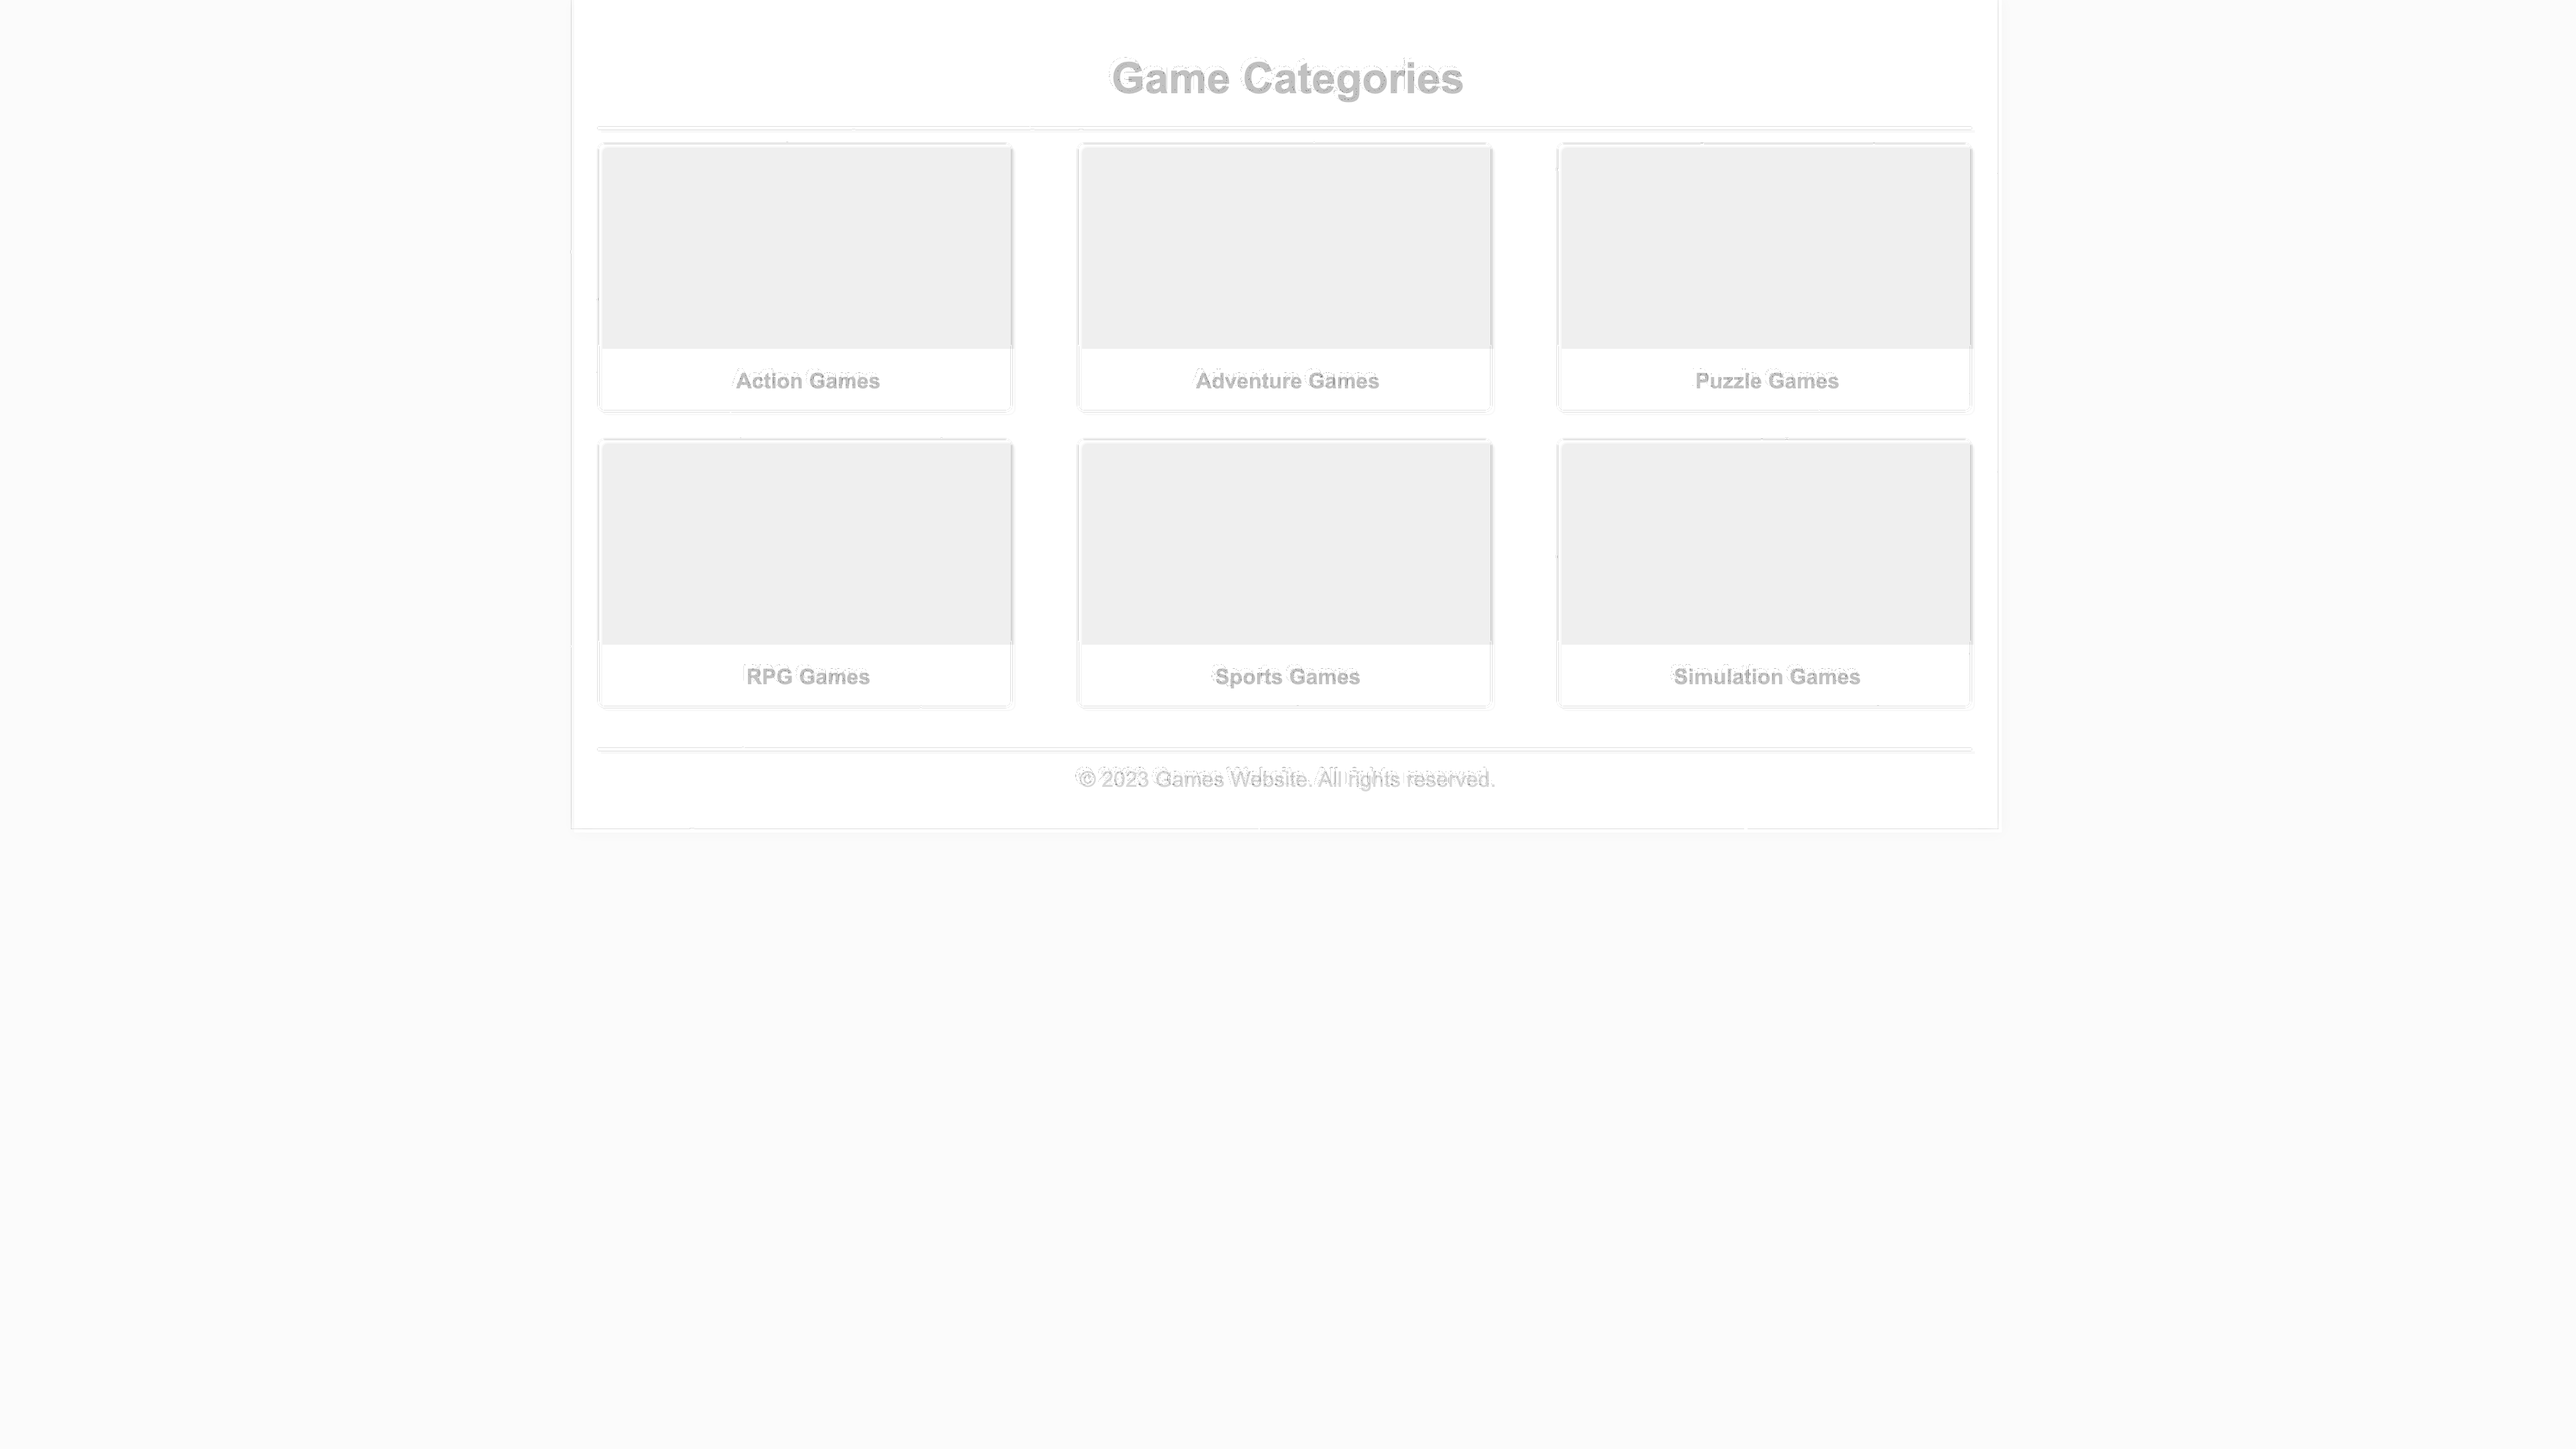 Game Categories
Action Games
Adventure Games
Puzzle Games
RPG Games
Sports Games
Simulation Games
© 2023 Games Website. All rights reserved.